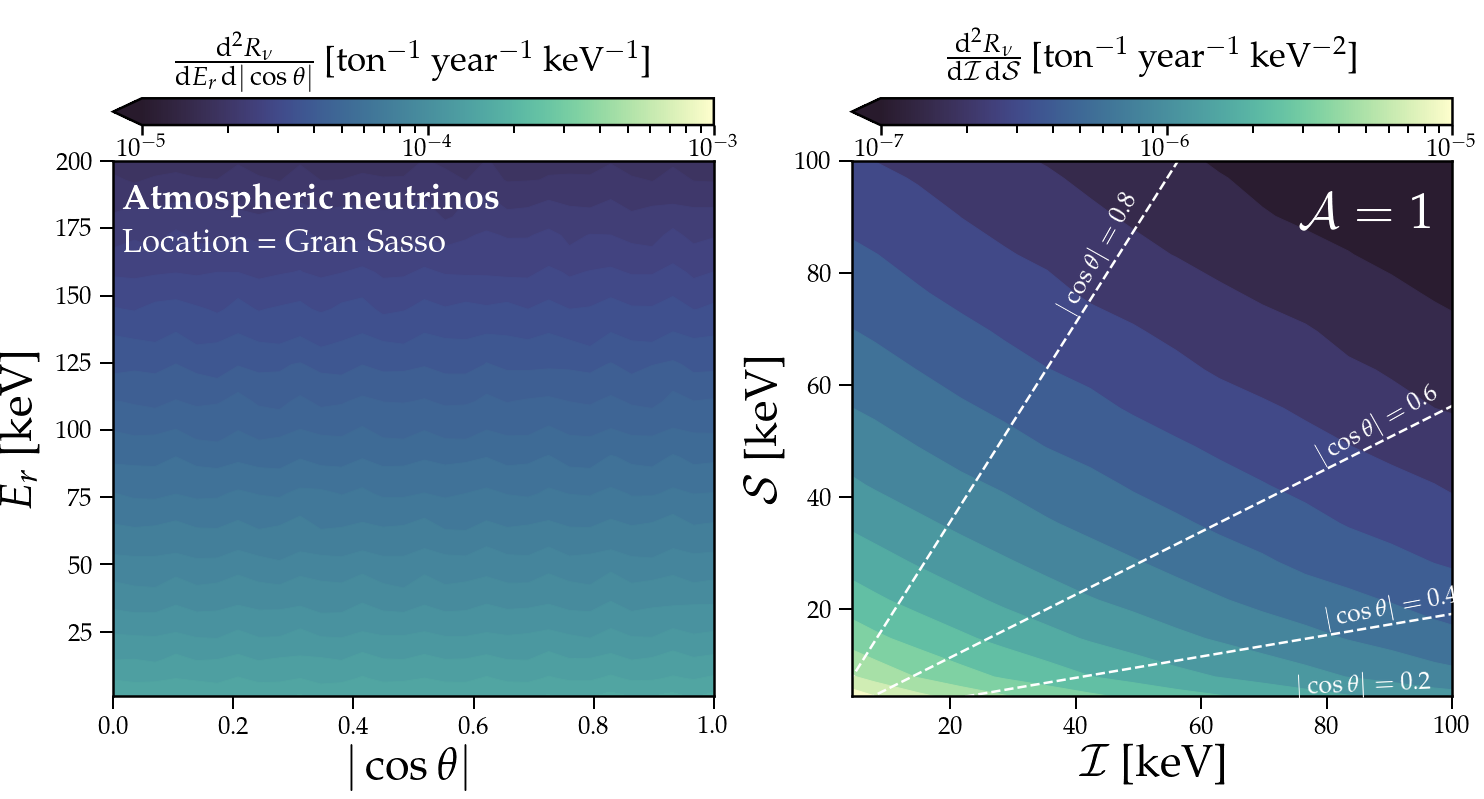 d²Rν / dEr d|cos θ| [ton⁻¹ year⁻¹ keV⁻¹]
10⁻⁵ 10⁻⁴ 10⁻³
Atmospheric neutrinos
Location = Gran Sasso
200
175
150
125
100
75
50
25
Er [keV]
0.0 0.2 0.4 0.6 0.8 1.0
|cos θ|
d²Rν / dℐ d𝒮 [ton⁻¹ year⁻¹ keV⁻²]
10⁻⁷ 10⁻⁶ 10⁻⁵
𝒜 = 1
|cos θ| = 0.8
|cos θ| = 0.6
|cos θ| = 0.4
|cos θ| = 0.2
100
80
60
40
20
𝒮 [keV]
20 40 60 80 100
ℐ [keV]